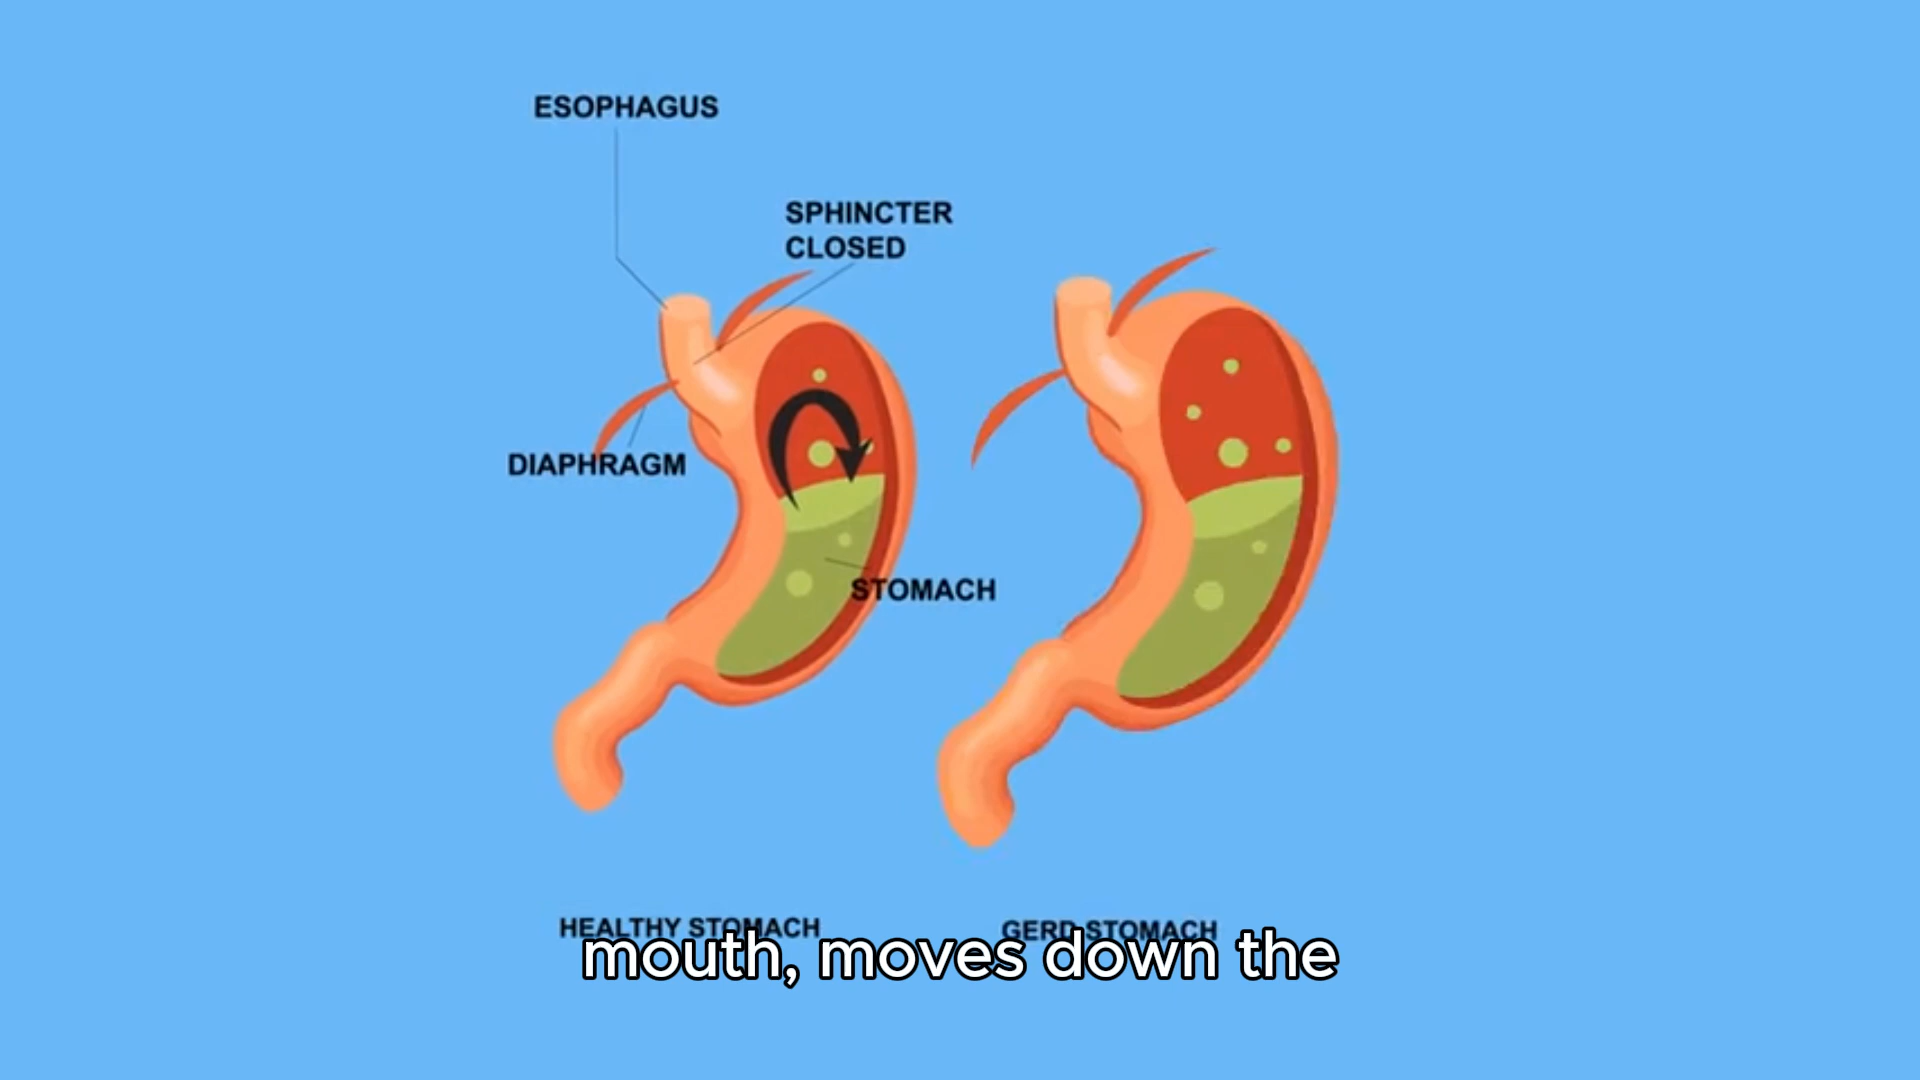 ESOPHAGUS
SPHINCTER
CLOSED
DIAPHRAGM
STOMACH
HEALTHY STOMACH
GERD STOMACH
mouth, moves down the